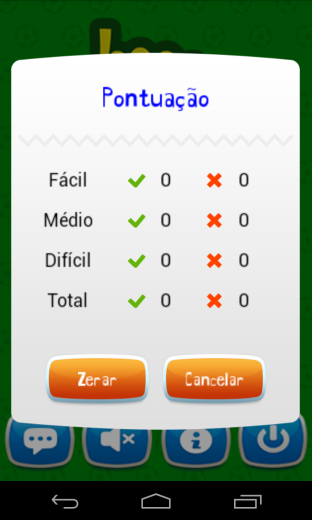 Pontuação
Fácil 0 0
Médio 0 0
Difícil 0 0
Total 0 0
Zerar Cancelar